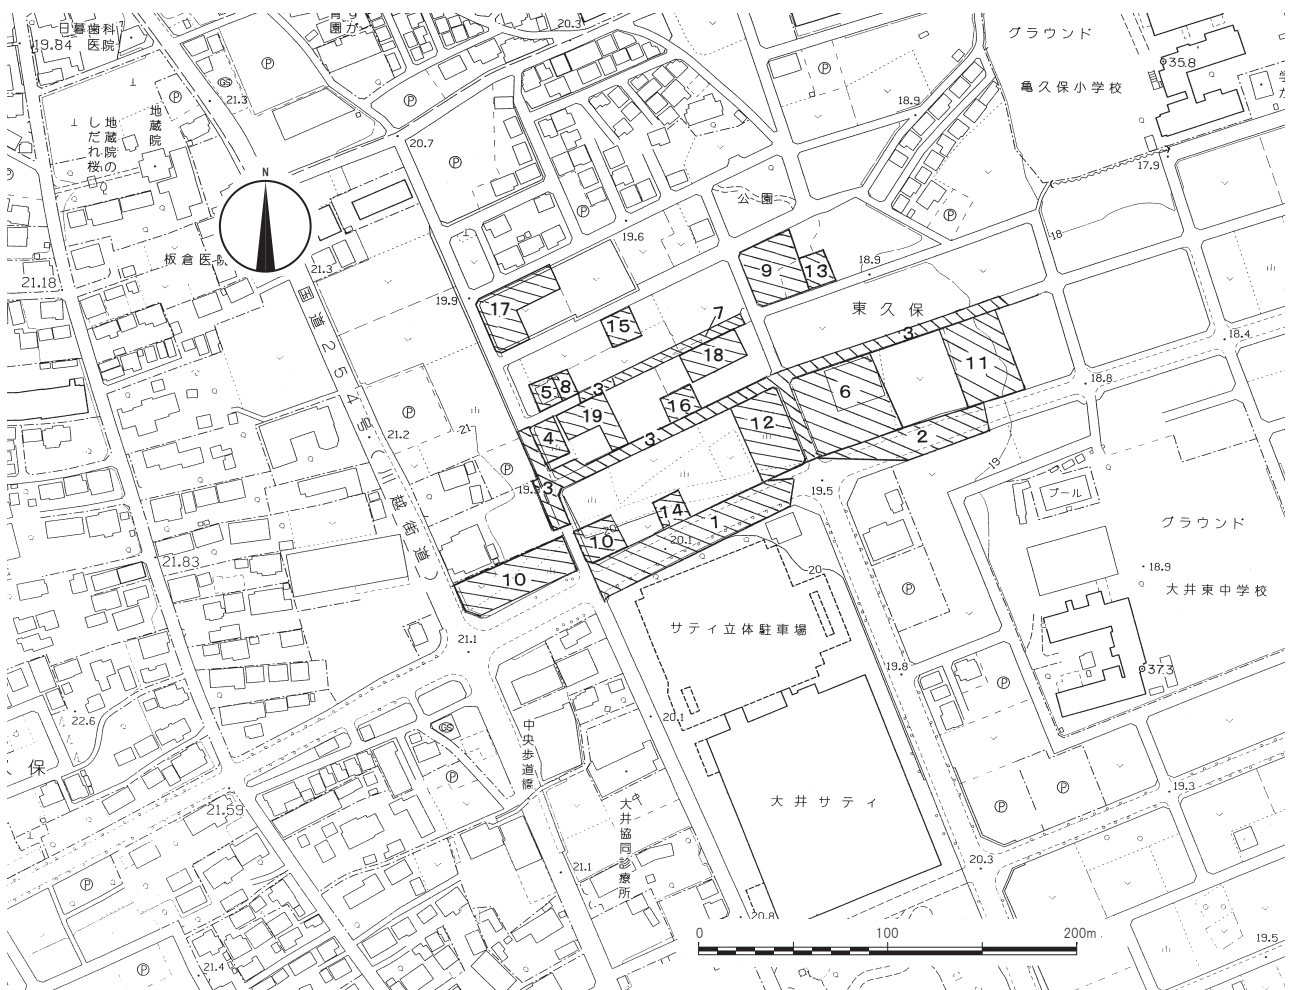 日暮歯科
医院
19.84
GS
21.3
P
P
P
P
20.3
P
グラウンド
亀久保小学校
35.8
18.9
17.9
地蔵院
地蔵院の
しだれ桜
20.7
P
P
公園
P
18
N
板倉医院
21.3
21.18
19.9
19.6
18.9
東久保
18.4
18.8
国道254号(川越街道)
9
13
17
15
7
18
5
8
3
3
6
11
19
16
4
3
12
2
P
21
21.2
P
3
14
1
19.5
19
20.1
10
10
20
プール
グラウンド
18.9
大井東中学校
37.3
21.83
P
サティ立体駐車場
21.1
19.8
P
22.6
20.1
GS
中央歩道橋
P
保
大井サティ
P
P
19.3
21.59
大井協同診療所
P
21.1
20.3
20.8
0 100 200m
19.5
P
21.4